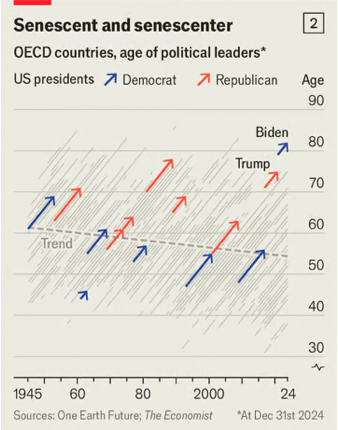 Senescent and senescenter
2
OECD countries, age of political leaders*
US presidents Democrat Republican Age
90
Biden
80
Trump
70
60
Trend
50
40
30
1945 60 80 2000 24
Sources: One Earth Future; The Economist *At Dec 31st 2024